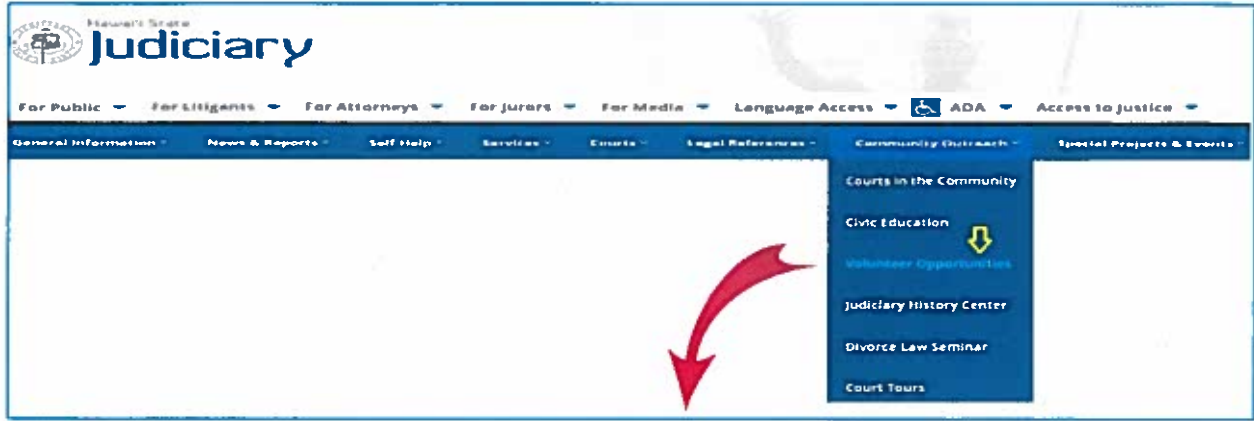 Hawai'i State
Judiciary
For Public For Litigants For Attorneys For Jurors For Media Language Access ADA Access to Justice
General Information News & Reports Self Help Services Courts Legal References Community Outreach Special Projects & Events
Courts in the Community
Civic Education
Volunteer Opportunities
Judiciary History Center
Divorce Law Seminar
Court Tours